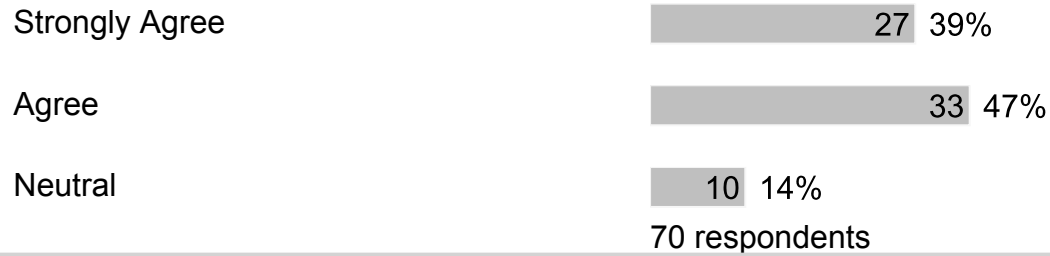 Strongly Agree 27 39%
Agree 33 47%
Neutral 10 14%
70 respondents